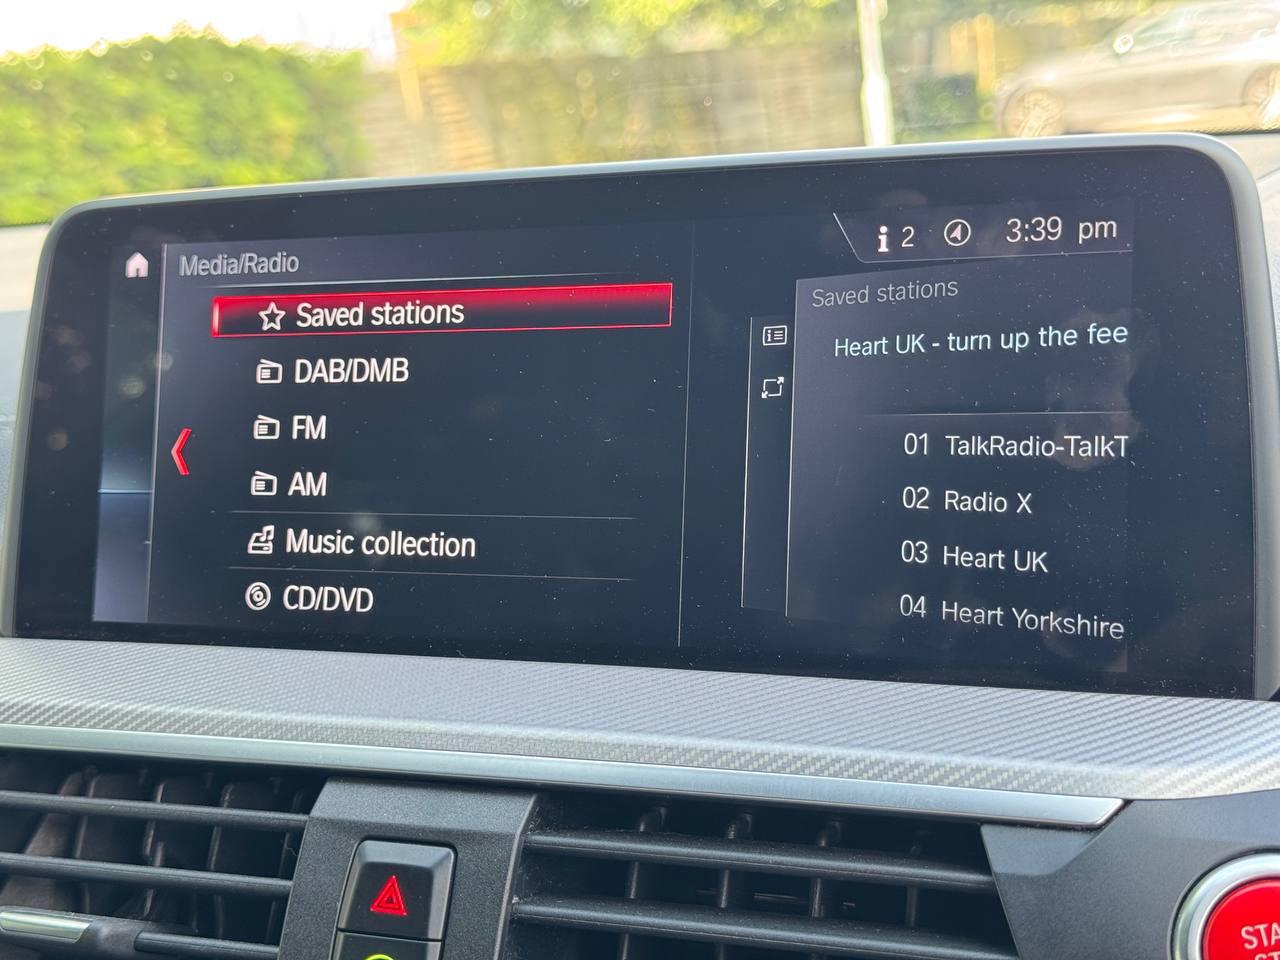 2 3:39 pm
Media/Radio
Saved stations
DAB/DMB
FM
AM
Music collection
CD/DVD
Saved stations
Heart UK - turn up the fee
01 TalkRadio-TalkT
02 Radio X
03 Heart UK
04 Heart Yorkshire
STA